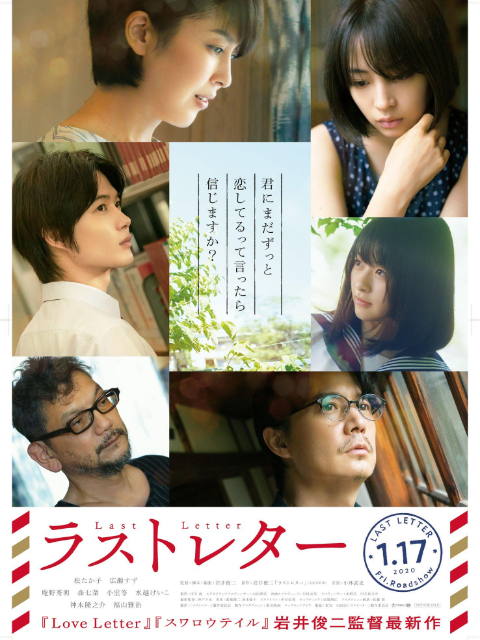 君にまだずっと
恋してるって言ったら
信じますか？
Last Letter
ラストレター
LAST LETTER
1.17
2020
Fri. Roadshow
松たか子 広瀬すず
庵野秀明 森七菜 小室等 水越けいこ
神木隆之介 福山雅治
『Love Letter』『スワロウテイル』岩井俊二監督最新作